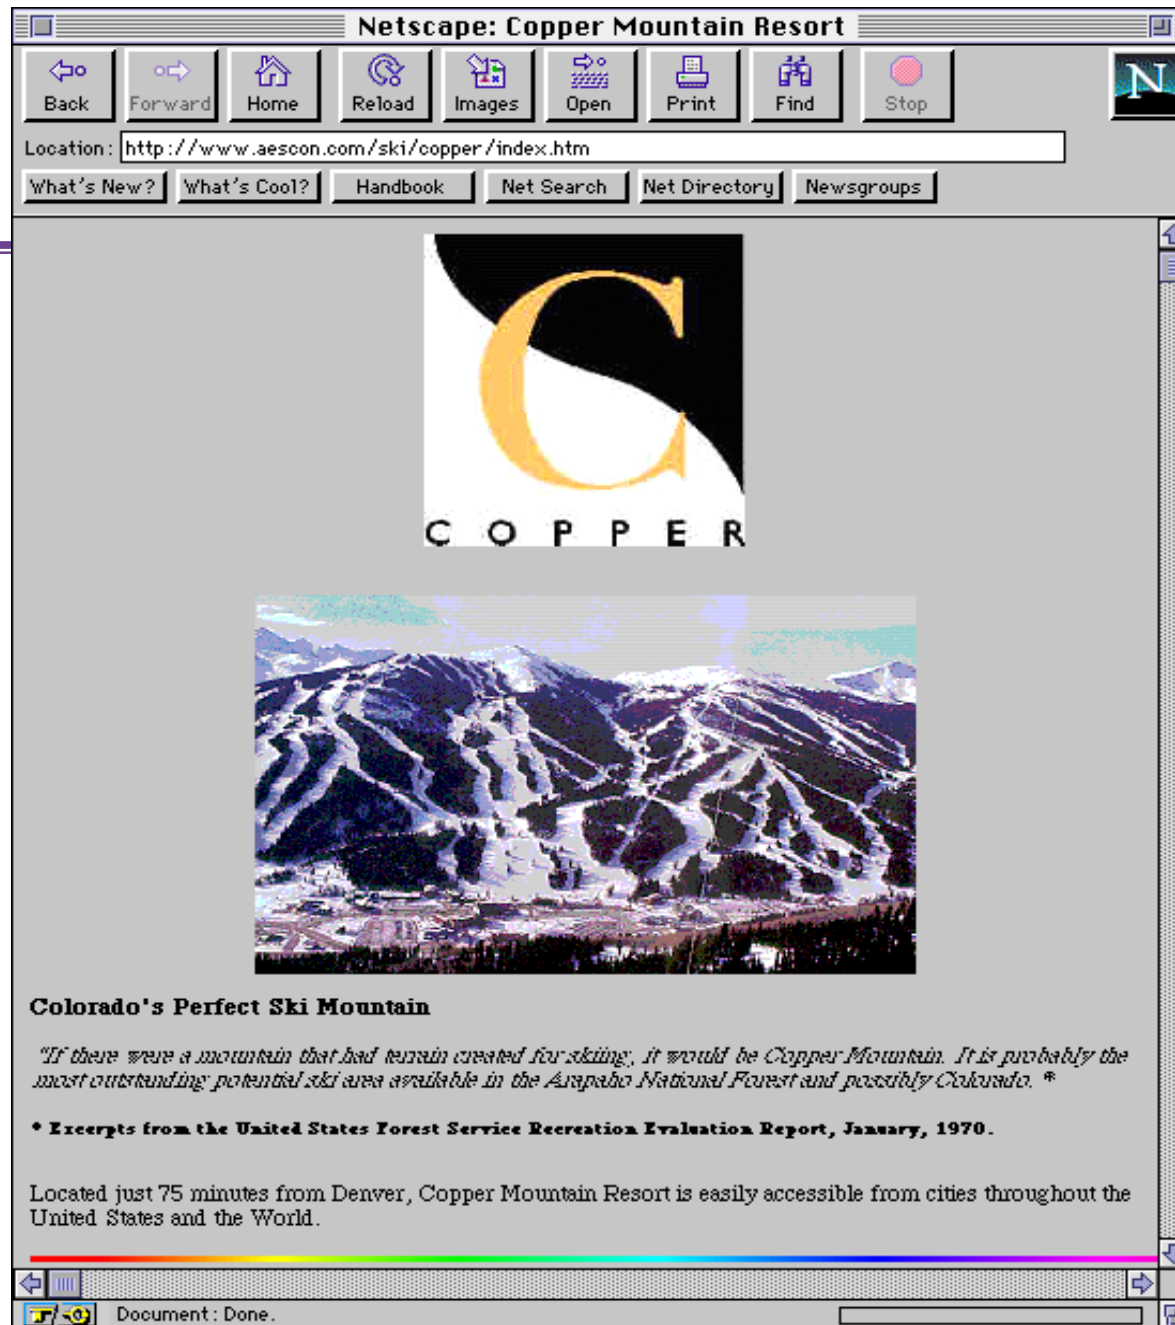 Netscape: Copper Mountain Resort
Back Forward Home Reload Images Open Print Find Stop
N
Location: http://www.aescon.com/ski/copper/index.htm
What's New? What's Cool? Handbook Net Search Net Directory Newsgroups
C
COPPER
Colorado's Perfect Ski Mountain
"If there were a mountain that had terrain created for skiing, it would be Copper Mountain. It is probably the
most outstanding potential ski area available in the Arapaho National Forest and possibly Colorado. *
* Excerpts from the United States Forest Service Recreation Evaluation Report, January, 1970.
Located just 75 minutes from Denver, Copper Mountain Resort is easily accessible from cities throughout the
United States and the World.
Document: Done.